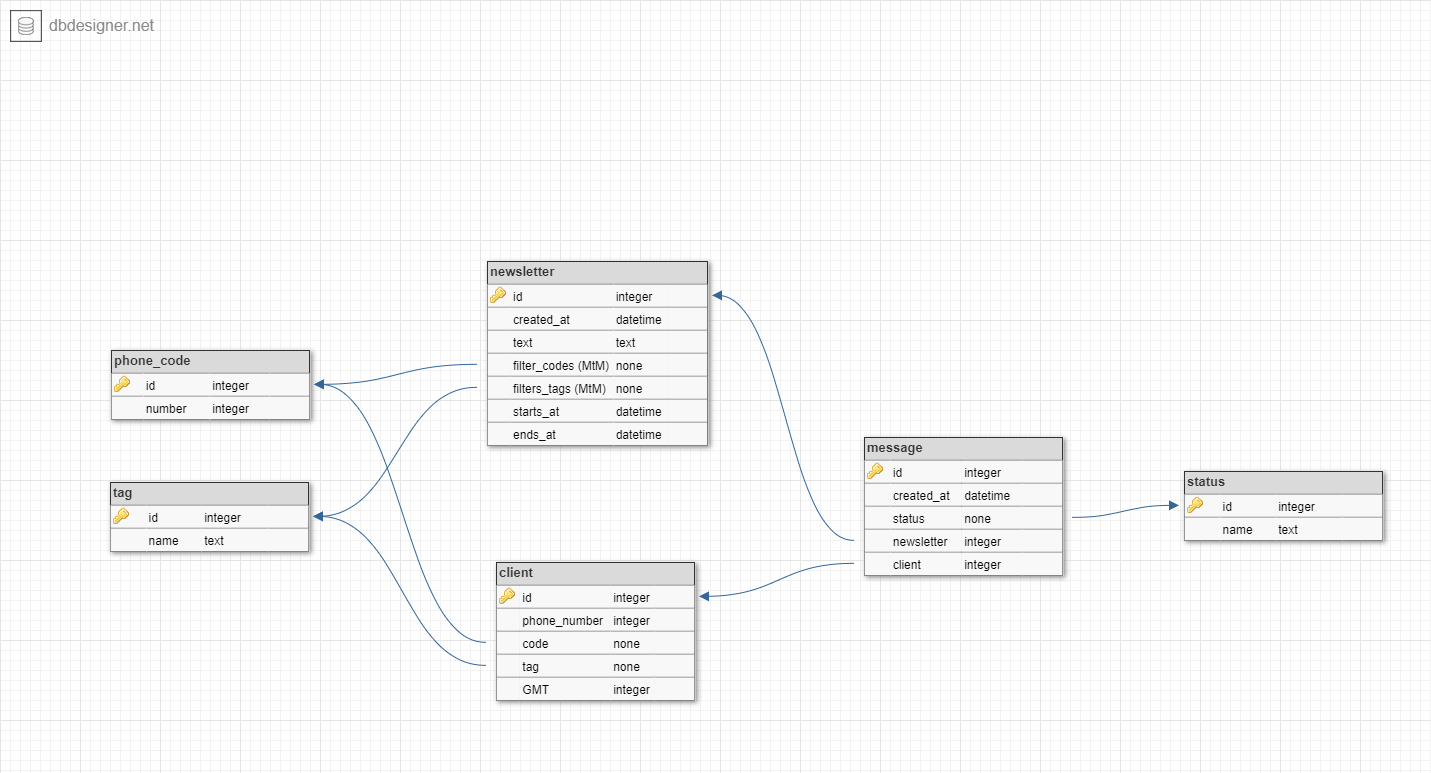 dbdesigner.net
newsletter
id integer
created_at datetime
text text
filter_codes (MtM) none
filters_tags (MtM) none
starts_at datetime
ends_at datetime
phone_code
id integer
number integer
tag
id integer
name text
client
id integer
phone_number integer
code none
tag none
GMT integer
message
id integer
created_at datetime
status none
newsletter integer
client integer
status
id integer
name text